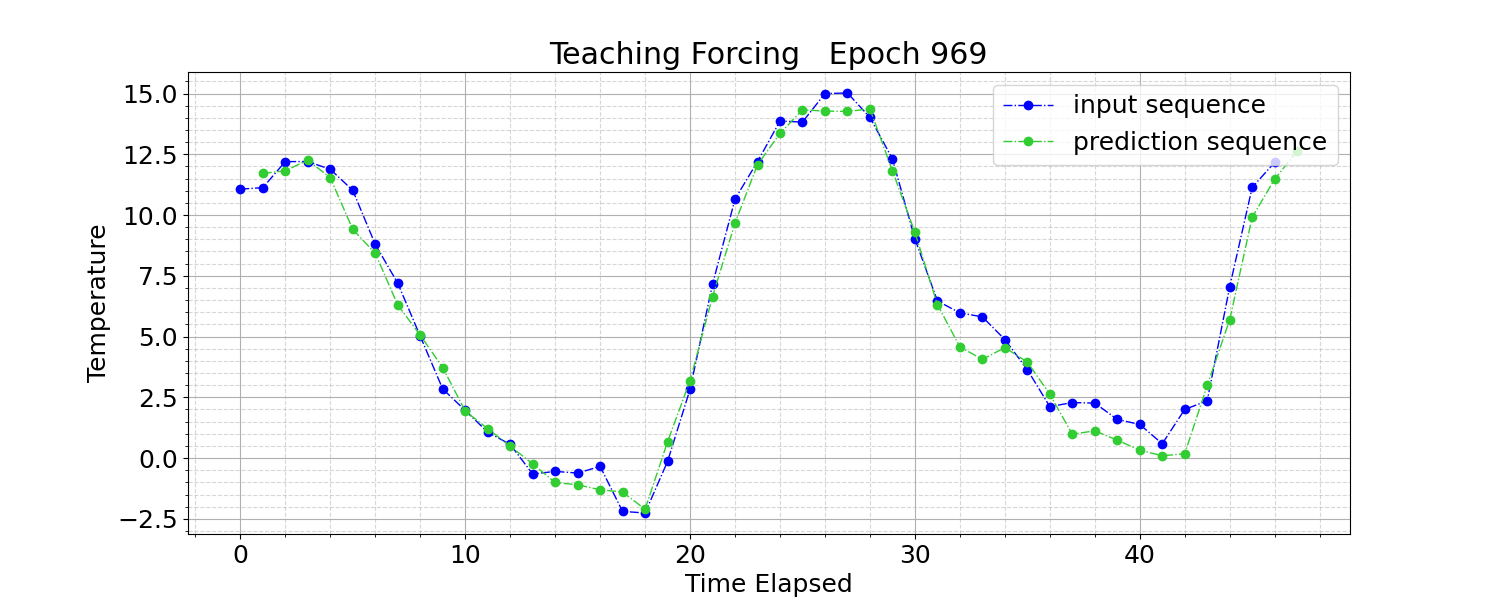 Teaching Forcing   Epoch 969
input sequence
prediction sequence
Temperature
15.0
12.5
10.0
7.5
5.0
2.5
0.0
−2.5
0 10 20 30 40
Time Elapsed